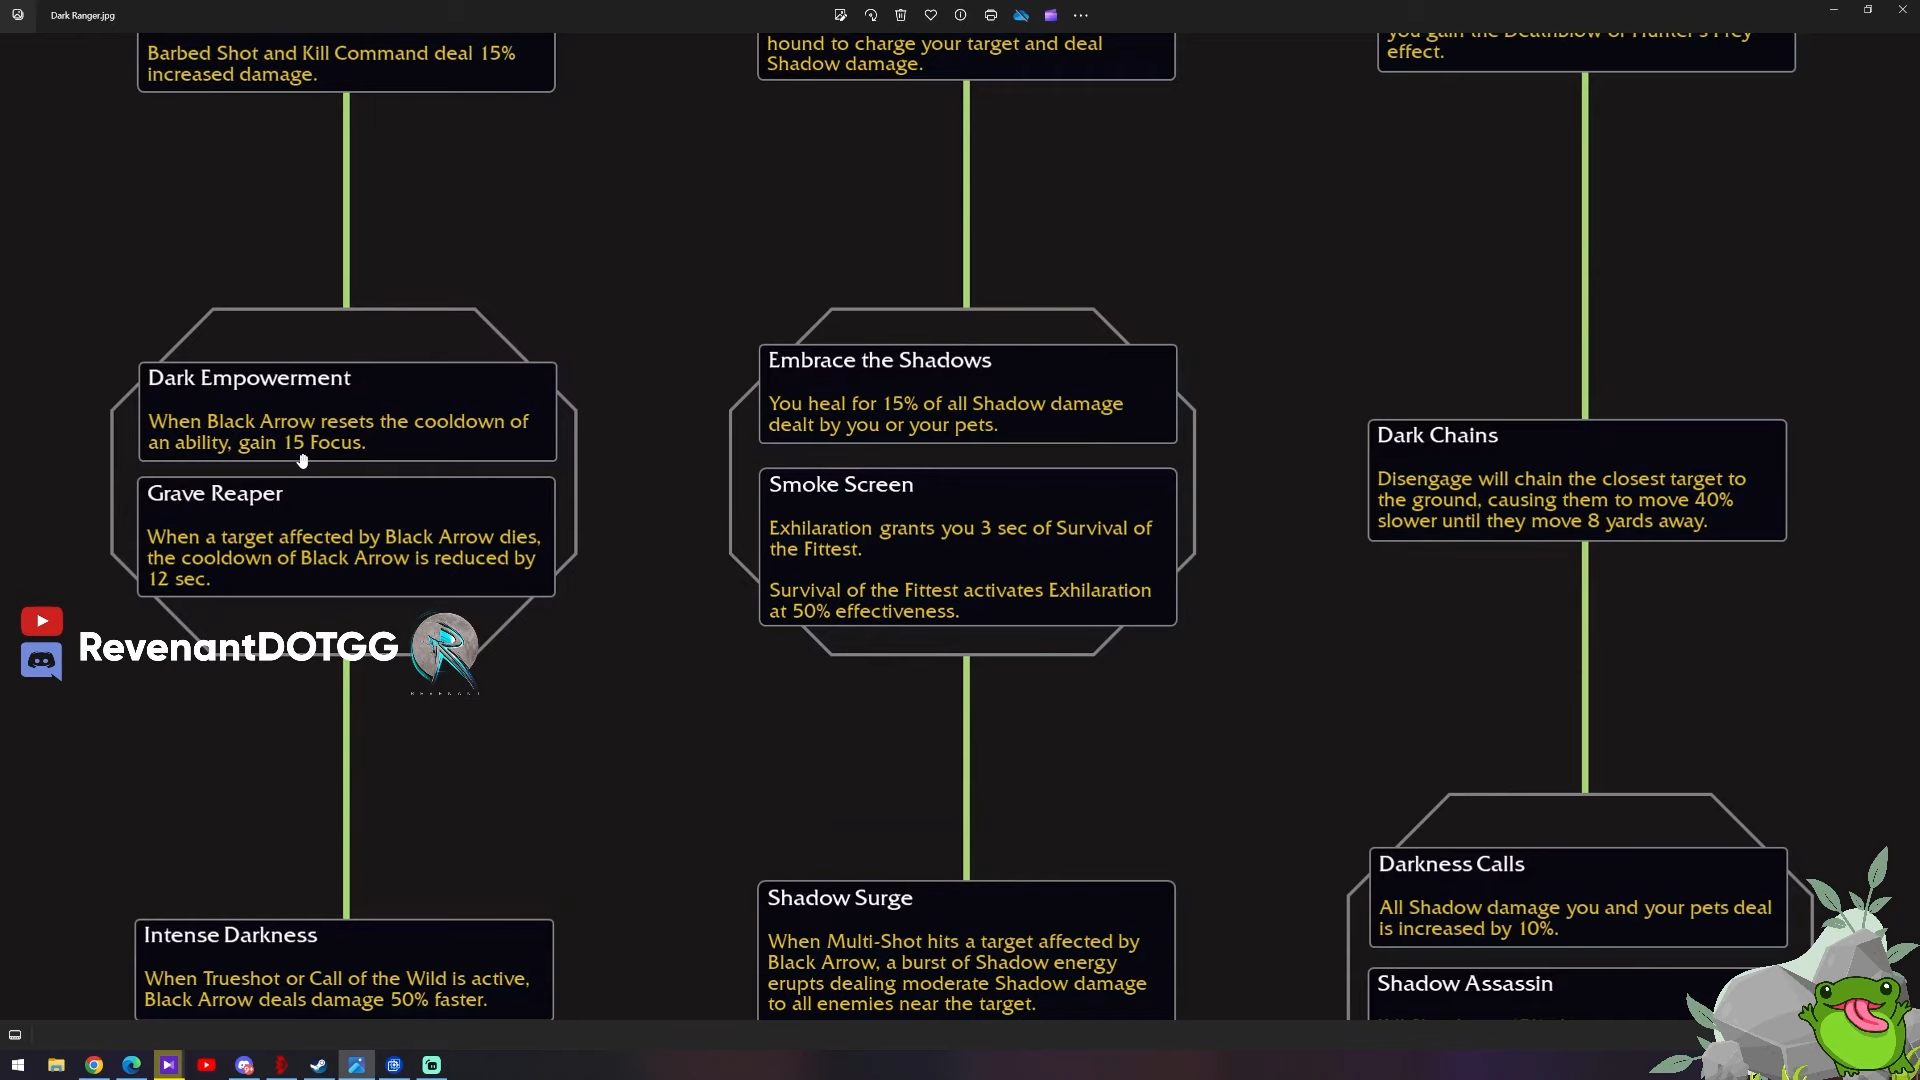 Dark Ranger.jpg
Barbed Shot and Kill Command deal 15%
increased damage.
hound to charge your target and deal
Shadow damage.
you gain the Deathblow or Hunter's Prey
effect.
Dark Empowerment
When Black Arrow resets the cooldown of
an ability, gain 15 Focus.
Grave Reaper
When a target affected by Black Arrow dies,
the cooldown of Black Arrow is reduced by
12 sec.
Embrace the Shadows
You heal for 15% of all Shadow damage
dealt by you or your pets.
Smoke Screen
Exhilaration grants you 3 sec of Survival of
the Fittest.
Survival of the Fittest activates Exhilaration
at 50% effectiveness.
Dark Chains
Disengage will chain the closest target to
the ground, causing them to move 40%
slower until they move 8 yards away.
RevenantDOTGG
REVENANT
Intense Darkness
When Trueshot or Call of the Wild is active,
Black Arrow deals damage 50% faster.
Shadow Surge
When Multi-Shot hits a target affected by
Black Arrow, a burst of Shadow energy
erupts dealing moderate Shadow damage
to all enemies near the target.
Darkness Calls
All Shadow damage you and your pets deal
is increased by 10%.
Shadow Assassin